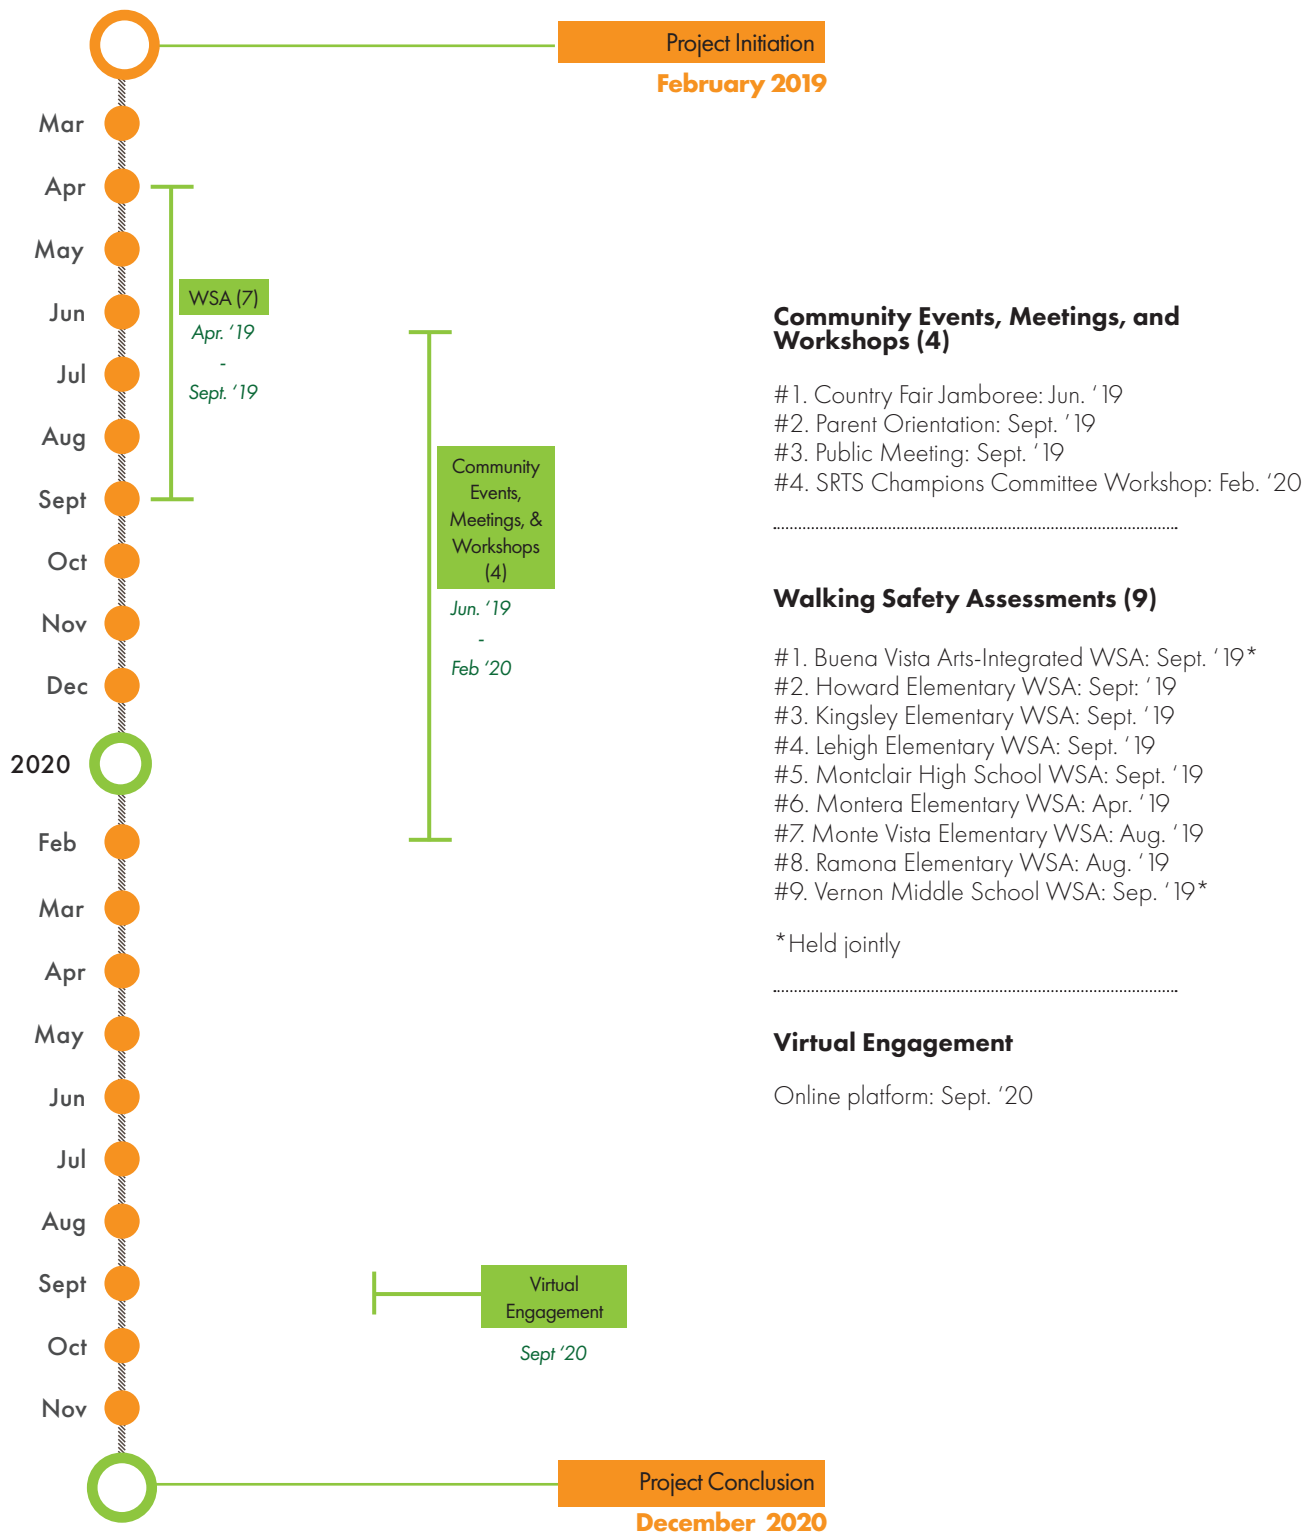 Project Initiation
February 2019
Mar
Apr
May
Jun
Jul
Aug
Sept
Oct
Nov
Dec
2020
Feb
Mar
Apr
May
Jun
Jul
Aug
Sept
Oct
Nov
WSA (7)
Apr. ‘19
-
Sept. ‘19
Community
Events,
Meetings, &
Workshops
(4)
Jun. ‘19
-
Feb ‘20
Virtual
Engagement
Sept ‘20
Project Conclusion
December 2020
Community Events, Meetings, and
Workshops (4)
#1. Country Fair Jamboree: Jun. ‘19
#2. Parent Orientation: Sept. ’19
#3. Public Meeting: Sept. ’19
#4. SRTS Champions Committee Workshop: Feb. ‘20
Walking Safety Assessments (9)
#1. Buena Vista Arts-Integrated WSA: Sept. ‘19*
#2. Howard Elementary WSA: Sept: ‘19
#3. Kingsley Elementary WSA: Sept. ‘19
#4. Lehigh Elementary WSA: Sept. ‘19
#5. Montclair High School WSA: Sept. ‘19
#6. Montera Elementary WSA: Apr. ‘19
#7. Monte Vista Elementary WSA: Aug. ‘19
#8. Ramona Elementary WSA: Aug. ‘19
#9. Vernon Middle School WSA: Sep. ‘19*
*Held jointly
Virtual Engagement
Online platform: Sept. ‘20